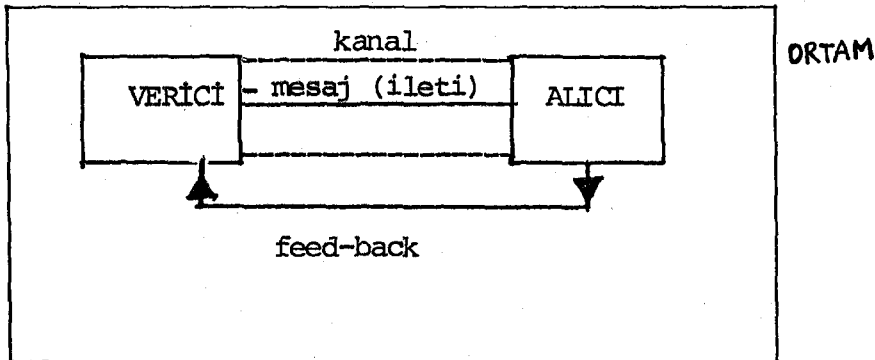 kanal
ORTAM
VERİCİ - mesaj (ileti) ALICI
feed-back